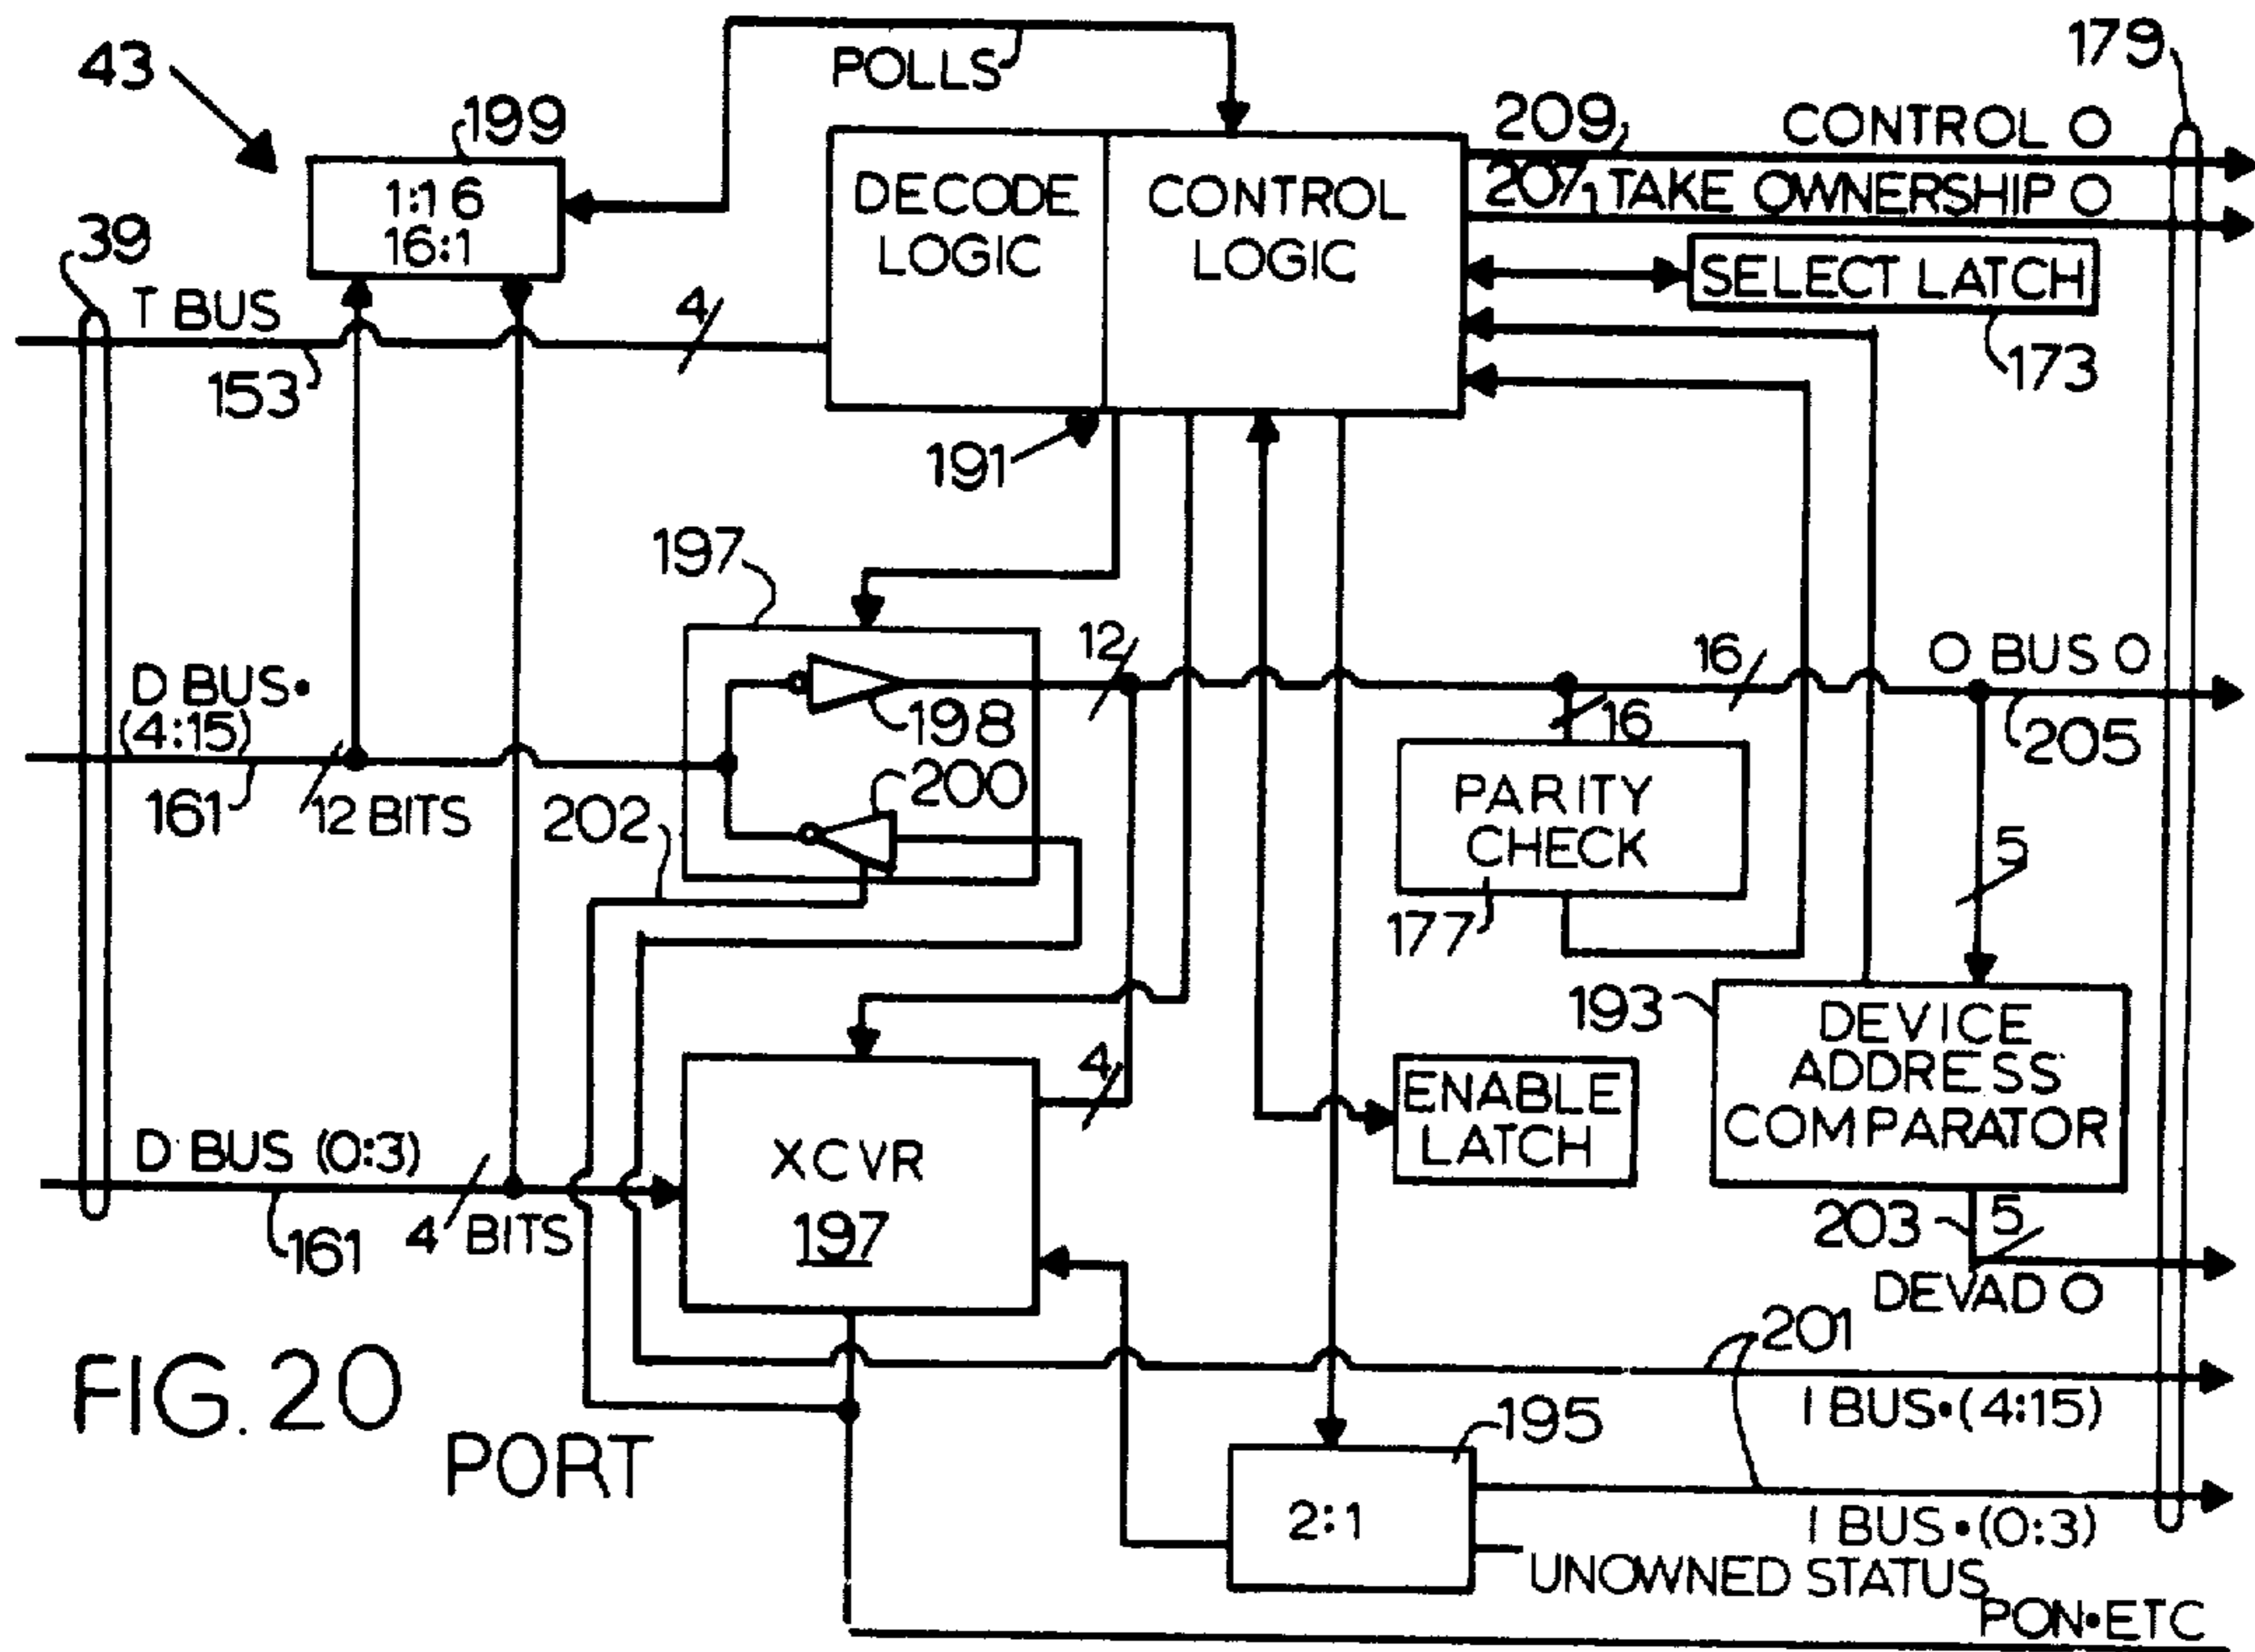 43
199
POLLS
179
1:16
16:1
DECODE
LOGIC
CONTROL
LOGIC
209
CONTROL O
207
TAKE OWNERSHIP O
SELECT LATCH
173
39
T BUS
4
153
191
197
12
16
O BUS O
D BUS•
(4:15)
198
16
205
161
12 BITS
202
200
PARITY
CHECK
177
5
193
DEVICE
ADDRESS
COMPARATOR
4
ENABLE
LATCH
D BUS (0:3)
XCVR
197
161
4 BITS
203
5
DEVAD O
201
I BUS•(4:15)
FIG. 20
PORT
195
2:1
I BUS•(0:3)
UNOWNED STATUS
PON•ETC